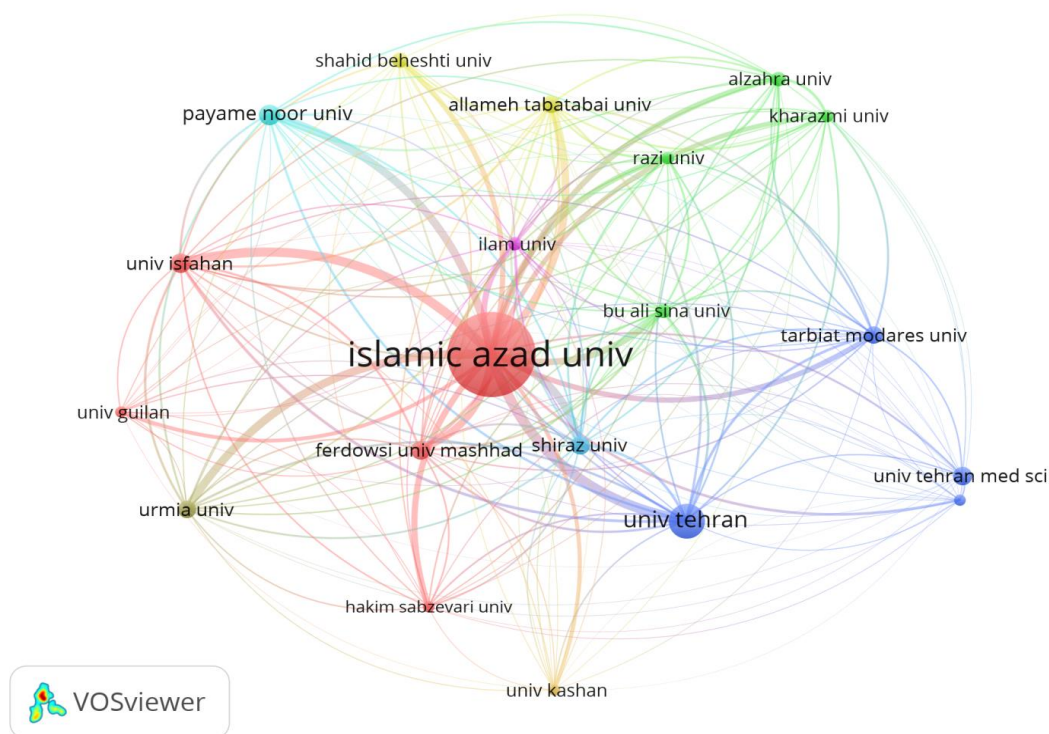 shahid beheshti univ
alzahra univ
allameh tabatabai univ
payame noor univ
kharazmi univ
razi univ
ilam univ
univ isfahan
bu ali sina univ
tarbiat modares univ
islamic azad univ
univ guilan
ferdowsi univ mashhad
shiraz univ
univ tehran med sci
urmia univ
univ tehran
hakim sabzevari univ
univ kashan
VOSviewer